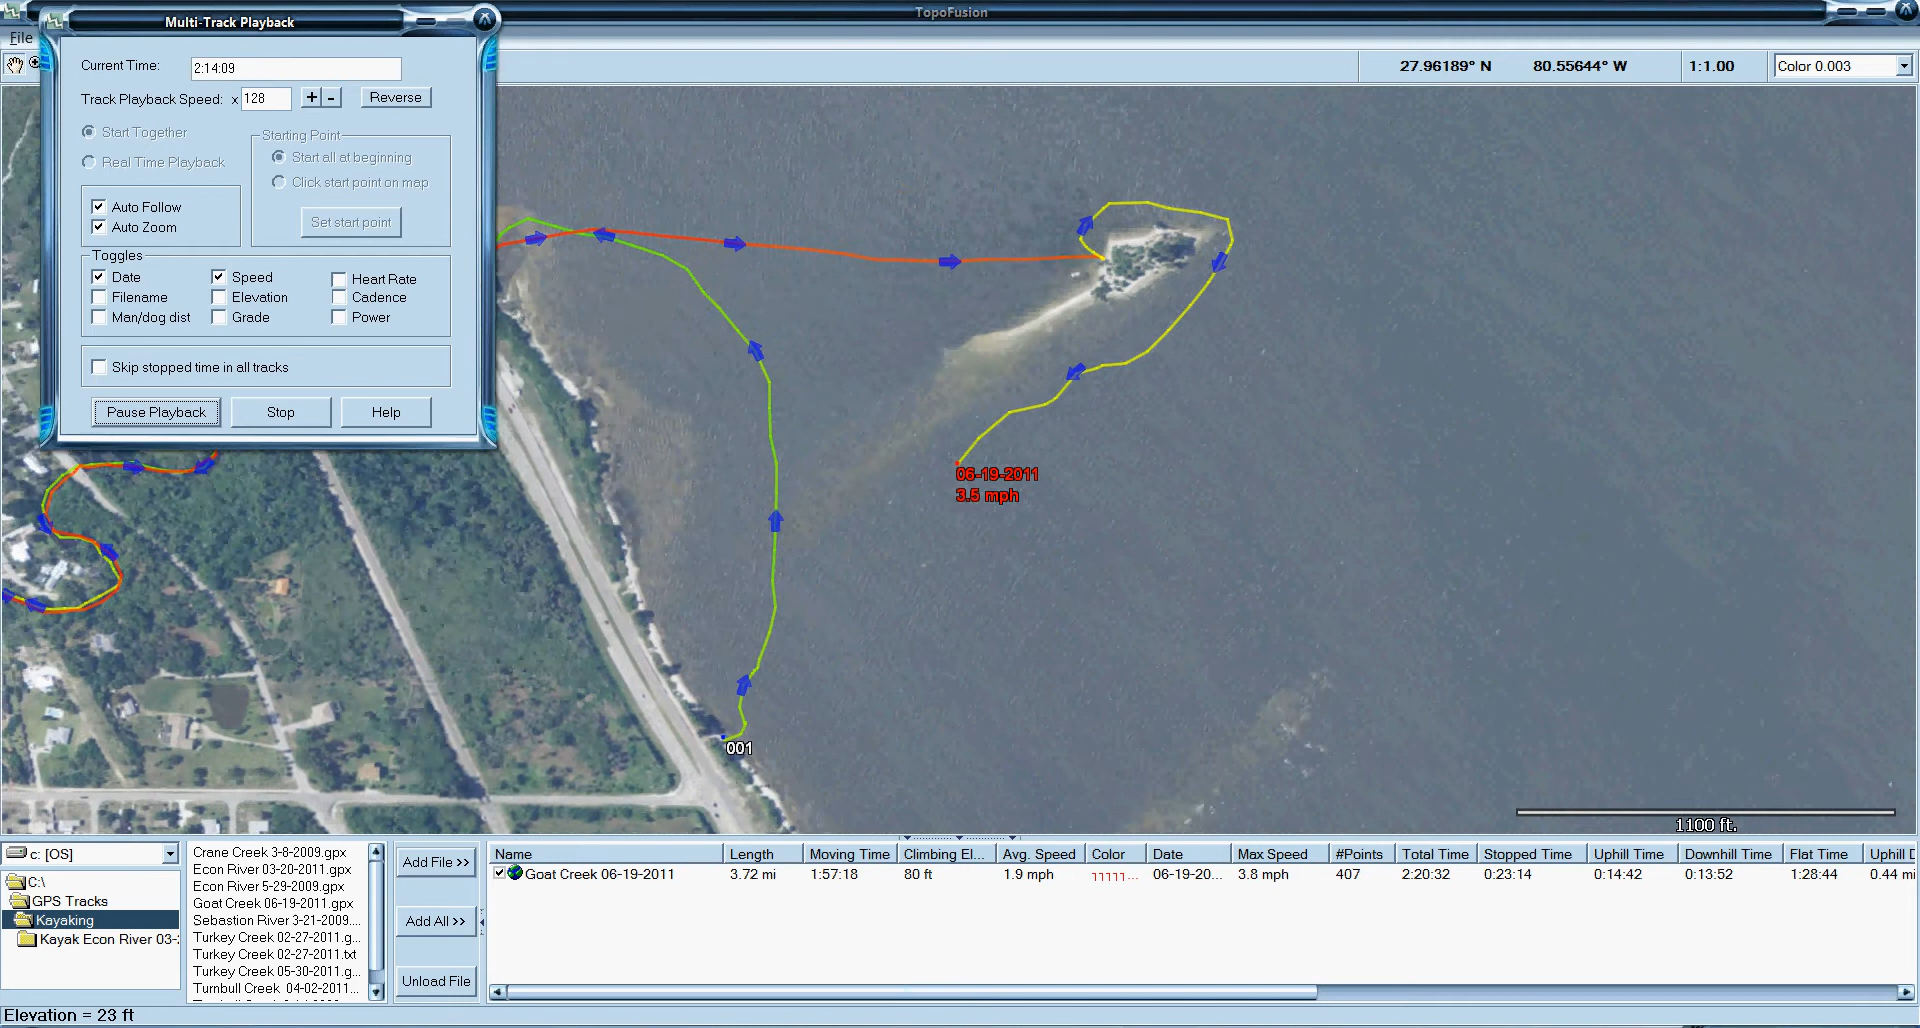 TopoFusion
Multi-Track Playback
File
Current Time: 2:14:09
27.96189° N 80.55644° W 1:1.00 Color 0.003
Track Playback Speed: x 128 + - Reverse
Start Together
Real Time Playback
Starting Point
Start all at beginning
Click start point on map
Set start point
Auto Follow
Auto Zoom
Toggles
Date Speed Heart Rate
Filename Elevation Cadence
Man/dog dist Grade Power
Skip stopped time in all tracks
Pause Playback Stop Help
06-19-2011
3.5 mph
001
1100 ft.
c: [OS]
C:\
GPS Tracks
Kayaking
Kayak Econ River 03-
Crane Creek 3-8-2009.gpx
Econ River 03-20-2011.gpx
Econ River 5-29-2009.gpx
Goat Creek 06-19-2011.gpx
Sebastion River 3-21-2009....
Turkey Creek 02-27-2011.g...
Turkey Creek 02-27-2011.txt
Turkey Creek 05-30-2011.g...
Turnbull Creek 04-02-2011...
Add File >>
Add All >>
Unload File
Name Length Moving Time Climbing El... Avg. Speed Color Date Max Speed #Points Total Time Stopped Time Uphill Time Downhill Time Flat Time Uphill D
Goat Creek 06-19-2011 3.72 mi 1:57:18 80 ft 1.9 mph 06-19-20... 3.8 mph 407 2:20:32 0:23:14 0:14:42 0:13:52 1:28:44 0.44 mi
Elevation = 23 ft